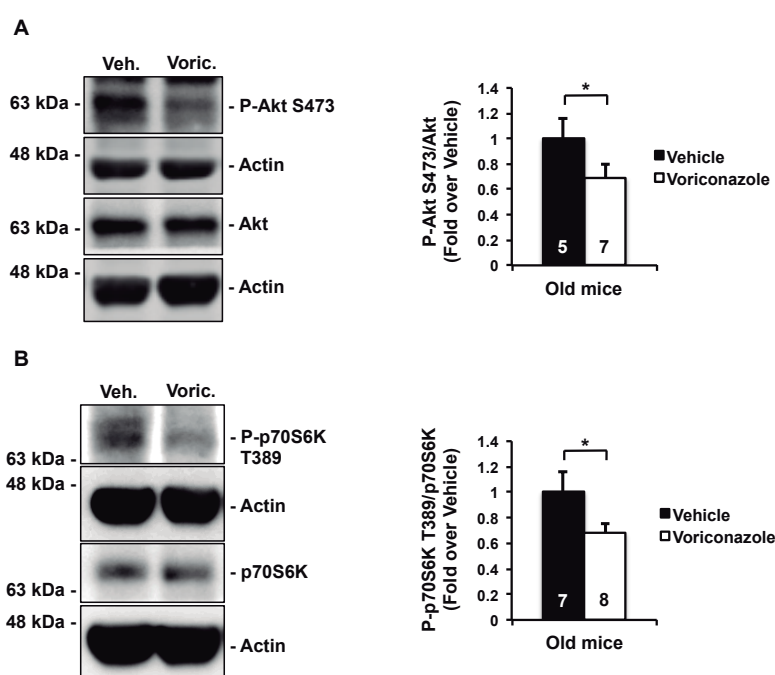 A
Veh. Voric.
63 kDa -
- P-Akt S473
48 kDa -
- Actin
63 kDa -
- Akt
48 kDa -
- Actin
P-Akt S473/Akt
(Fold over Vehicle)
1.4
1.2
1
0.8
0.6
0.4
0.2
0
*
5 7
Old mice
Vehicle
Voriconazole
B
Veh. Voric.
- P-p70S6K
T389
63 kDa -
48 kDa -
- Actin
- p70S6K
63 kDa -
48 kDa -
- Actin
P-p70S6K T389/p70S6K
(Fold over Vehicle)
1.4
1.2
1
0.8
0.6
0.4
0.2
0
*
7 8
Old mice
Vehicle
Voriconazole